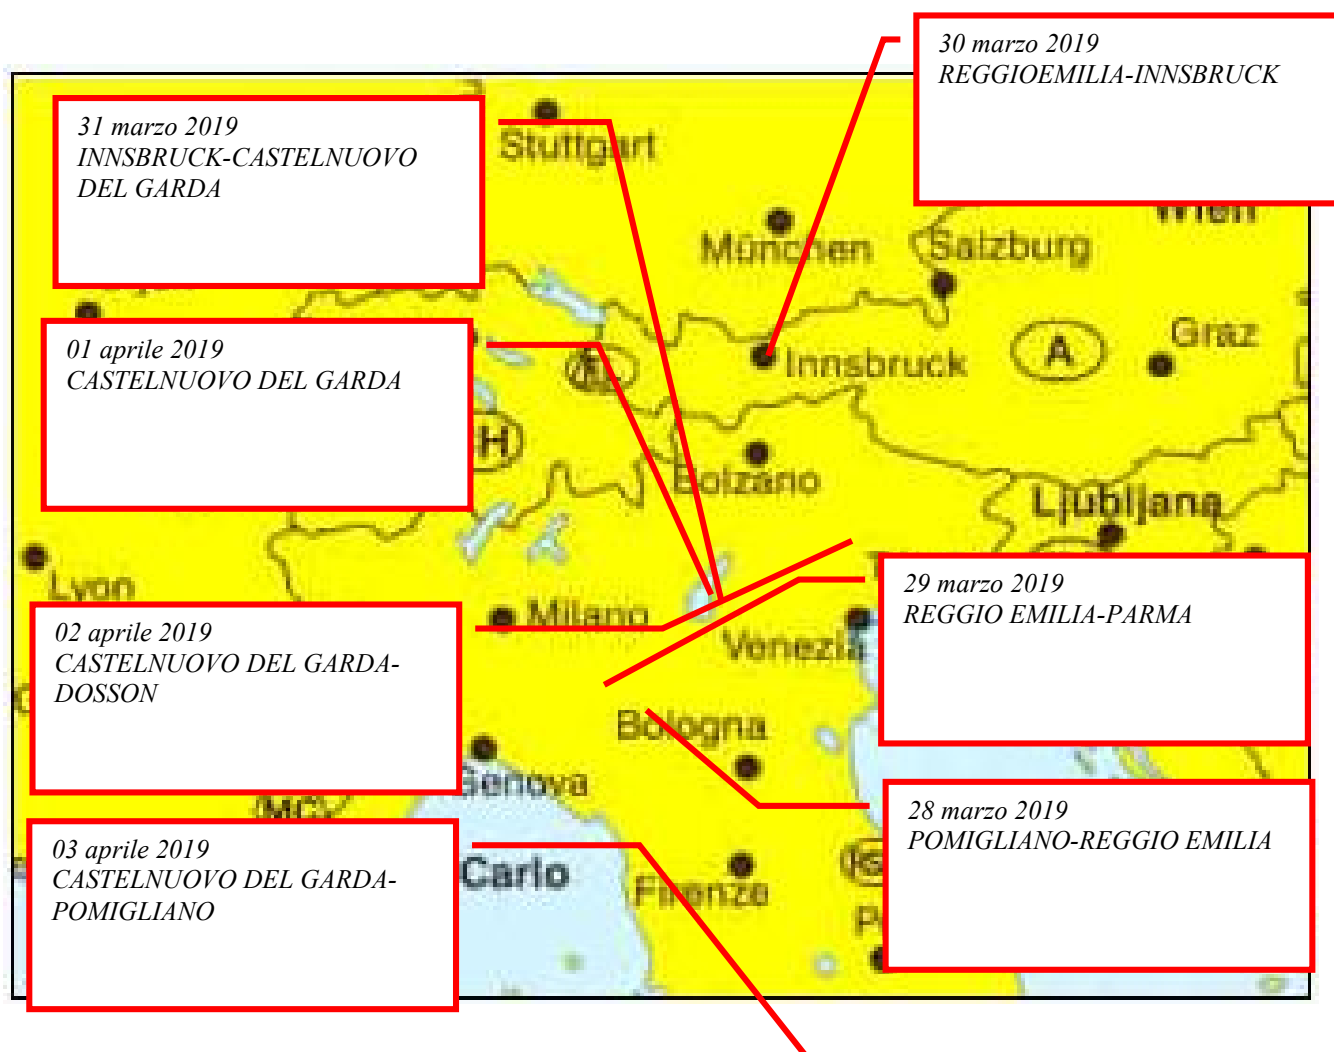 30 marzo 2019
REGGIOEMILIA-INNSBRUCK
31 marzo 2019
INNSBRUCK-CASTELNUOVO
DEL GARDA
Stuttgart
Wien
München
Salzburg
01 aprile 2019
CASTELNUOVO DEL GARDA
Innsbruck
A
Graz
H
Bolzano
Ljubljana
Lyon
Milano
Venezia
29 marzo 2019
REGGIO EMILIA-PARMA
02 aprile 2019
CASTELNUOVO DEL GARDA-
DOSSON
Bologna
Genova
MC
28 marzo 2019
POMIGLIANO-REGGIO EMILIA
03 aprile 2019
CASTELNUOVO DEL GARDA-
POMIGLIANO
Carlo
Firenze